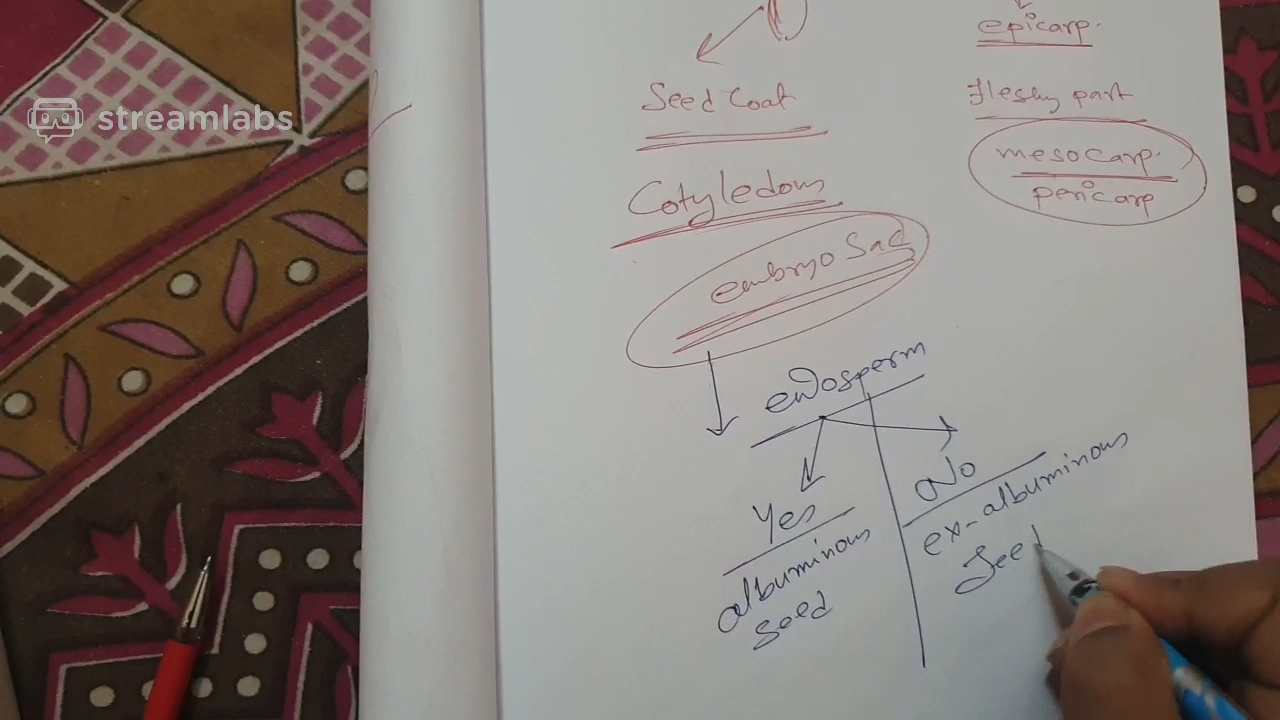 streamlabs
epicarp.
Seed Coat
fleshy part
mesocarp.
pericarp
Cotyledons
embryo Sac
endosperm
Yes
albuminous
seed
No
ex-albuminous
Seed